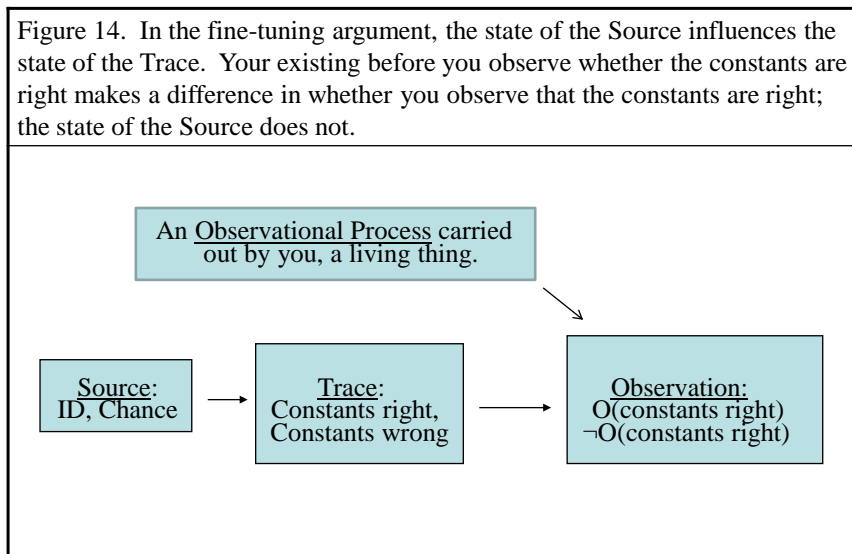 Figure 14. In the fine-tuning argument, the state of the Source influences the
state of the Trace. Your existing before you observe whether the constants are
right makes a difference in whether you observe that the constants are right;
the state of the Source does not.
An Observational Process carried
out by you, a living thing.
Source:
ID, Chance
Trace:
Constants right,
Constants wrong
Observation:
O(constants right)
¬O(constants right)